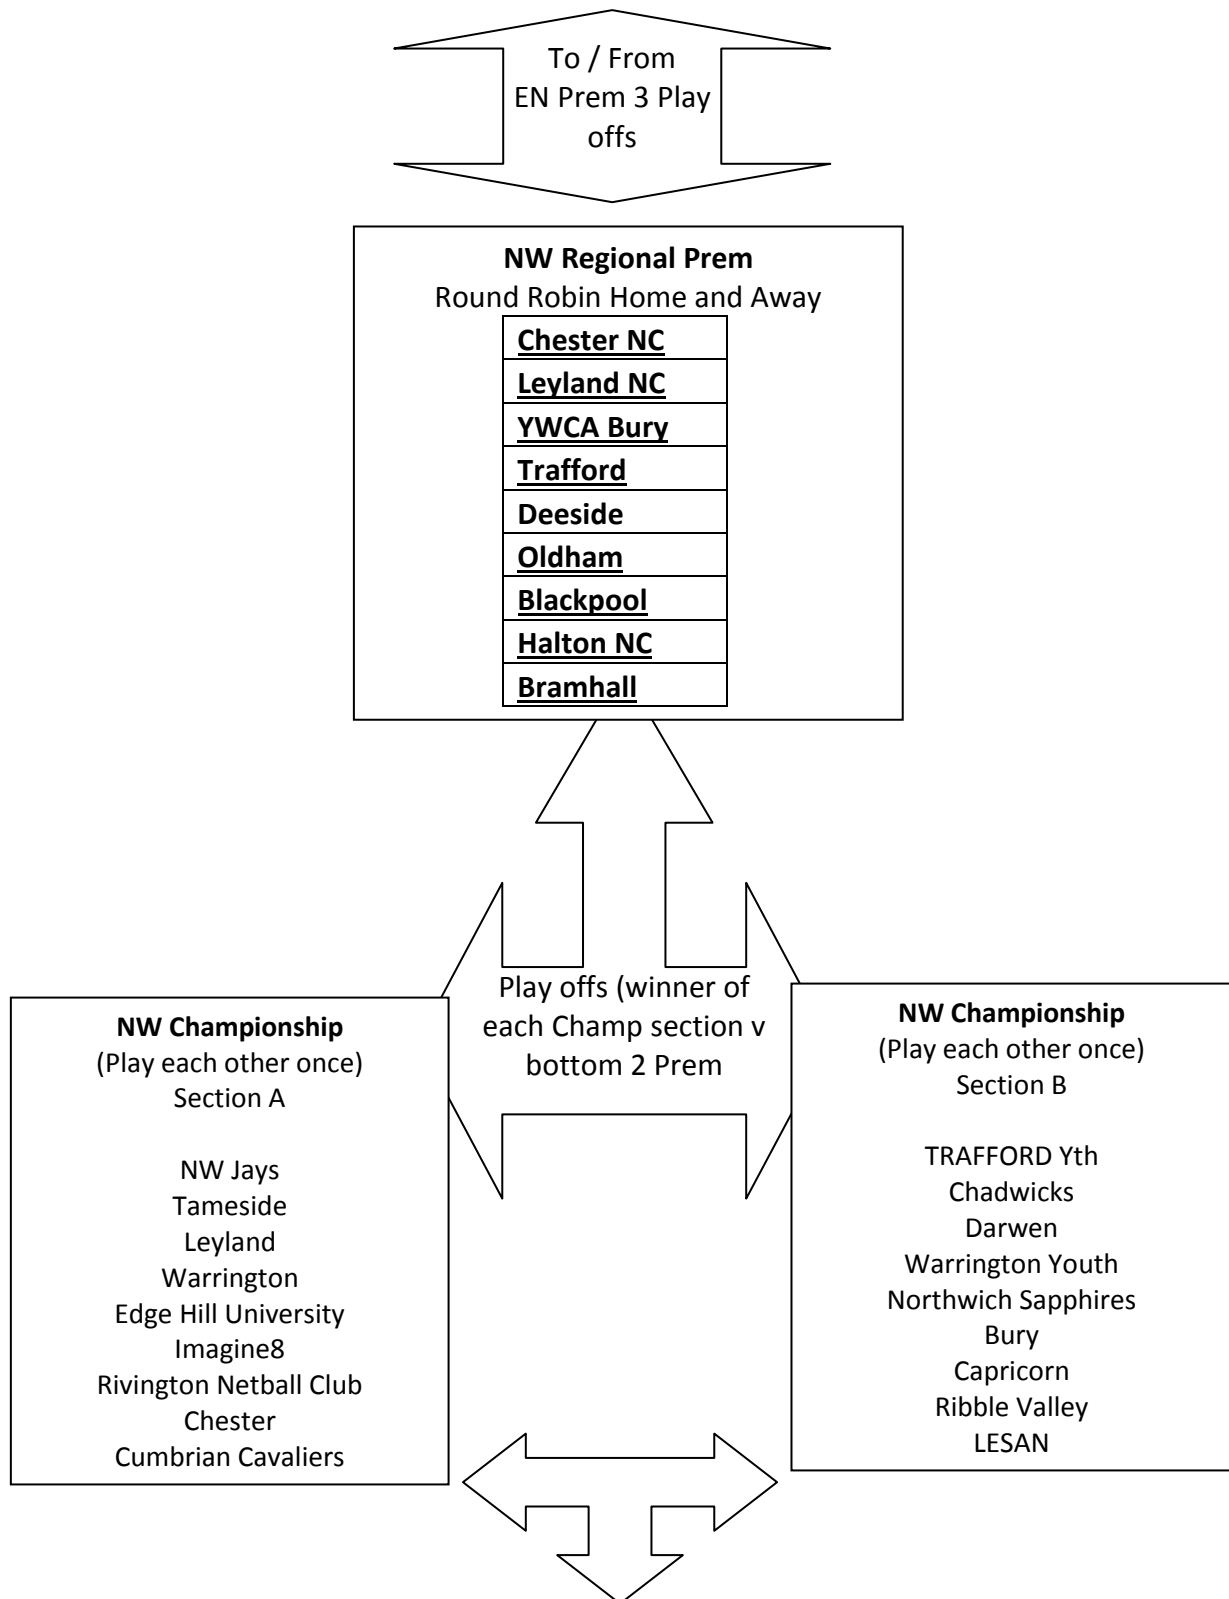 To / From
EN Prem 3 Play
offs
NW Regional Prem
Round Robin Home and Away
Chester NC
Leyland NC
YWCA Bury
Trafford
Deeside
Oldham
Blackpool
Halton NC
Bramhall
Play offs (winner of
each Champ section v
bottom 2 Prem
NW Championship
(Play each other once)
Section A
NW Jays
Tameside
Leyland
Warrington
Edge Hill University
Imagine8
Rivington Netball Club
Chester
Cumbrian Cavaliers
NW Championship
(Play each other once)
Section B
TRAFFORD Yth
Chadwicks
Darwen
Warrington Youth
Northwich Sapphires
Bury
Capricorn
Ribble Valley
LESAN